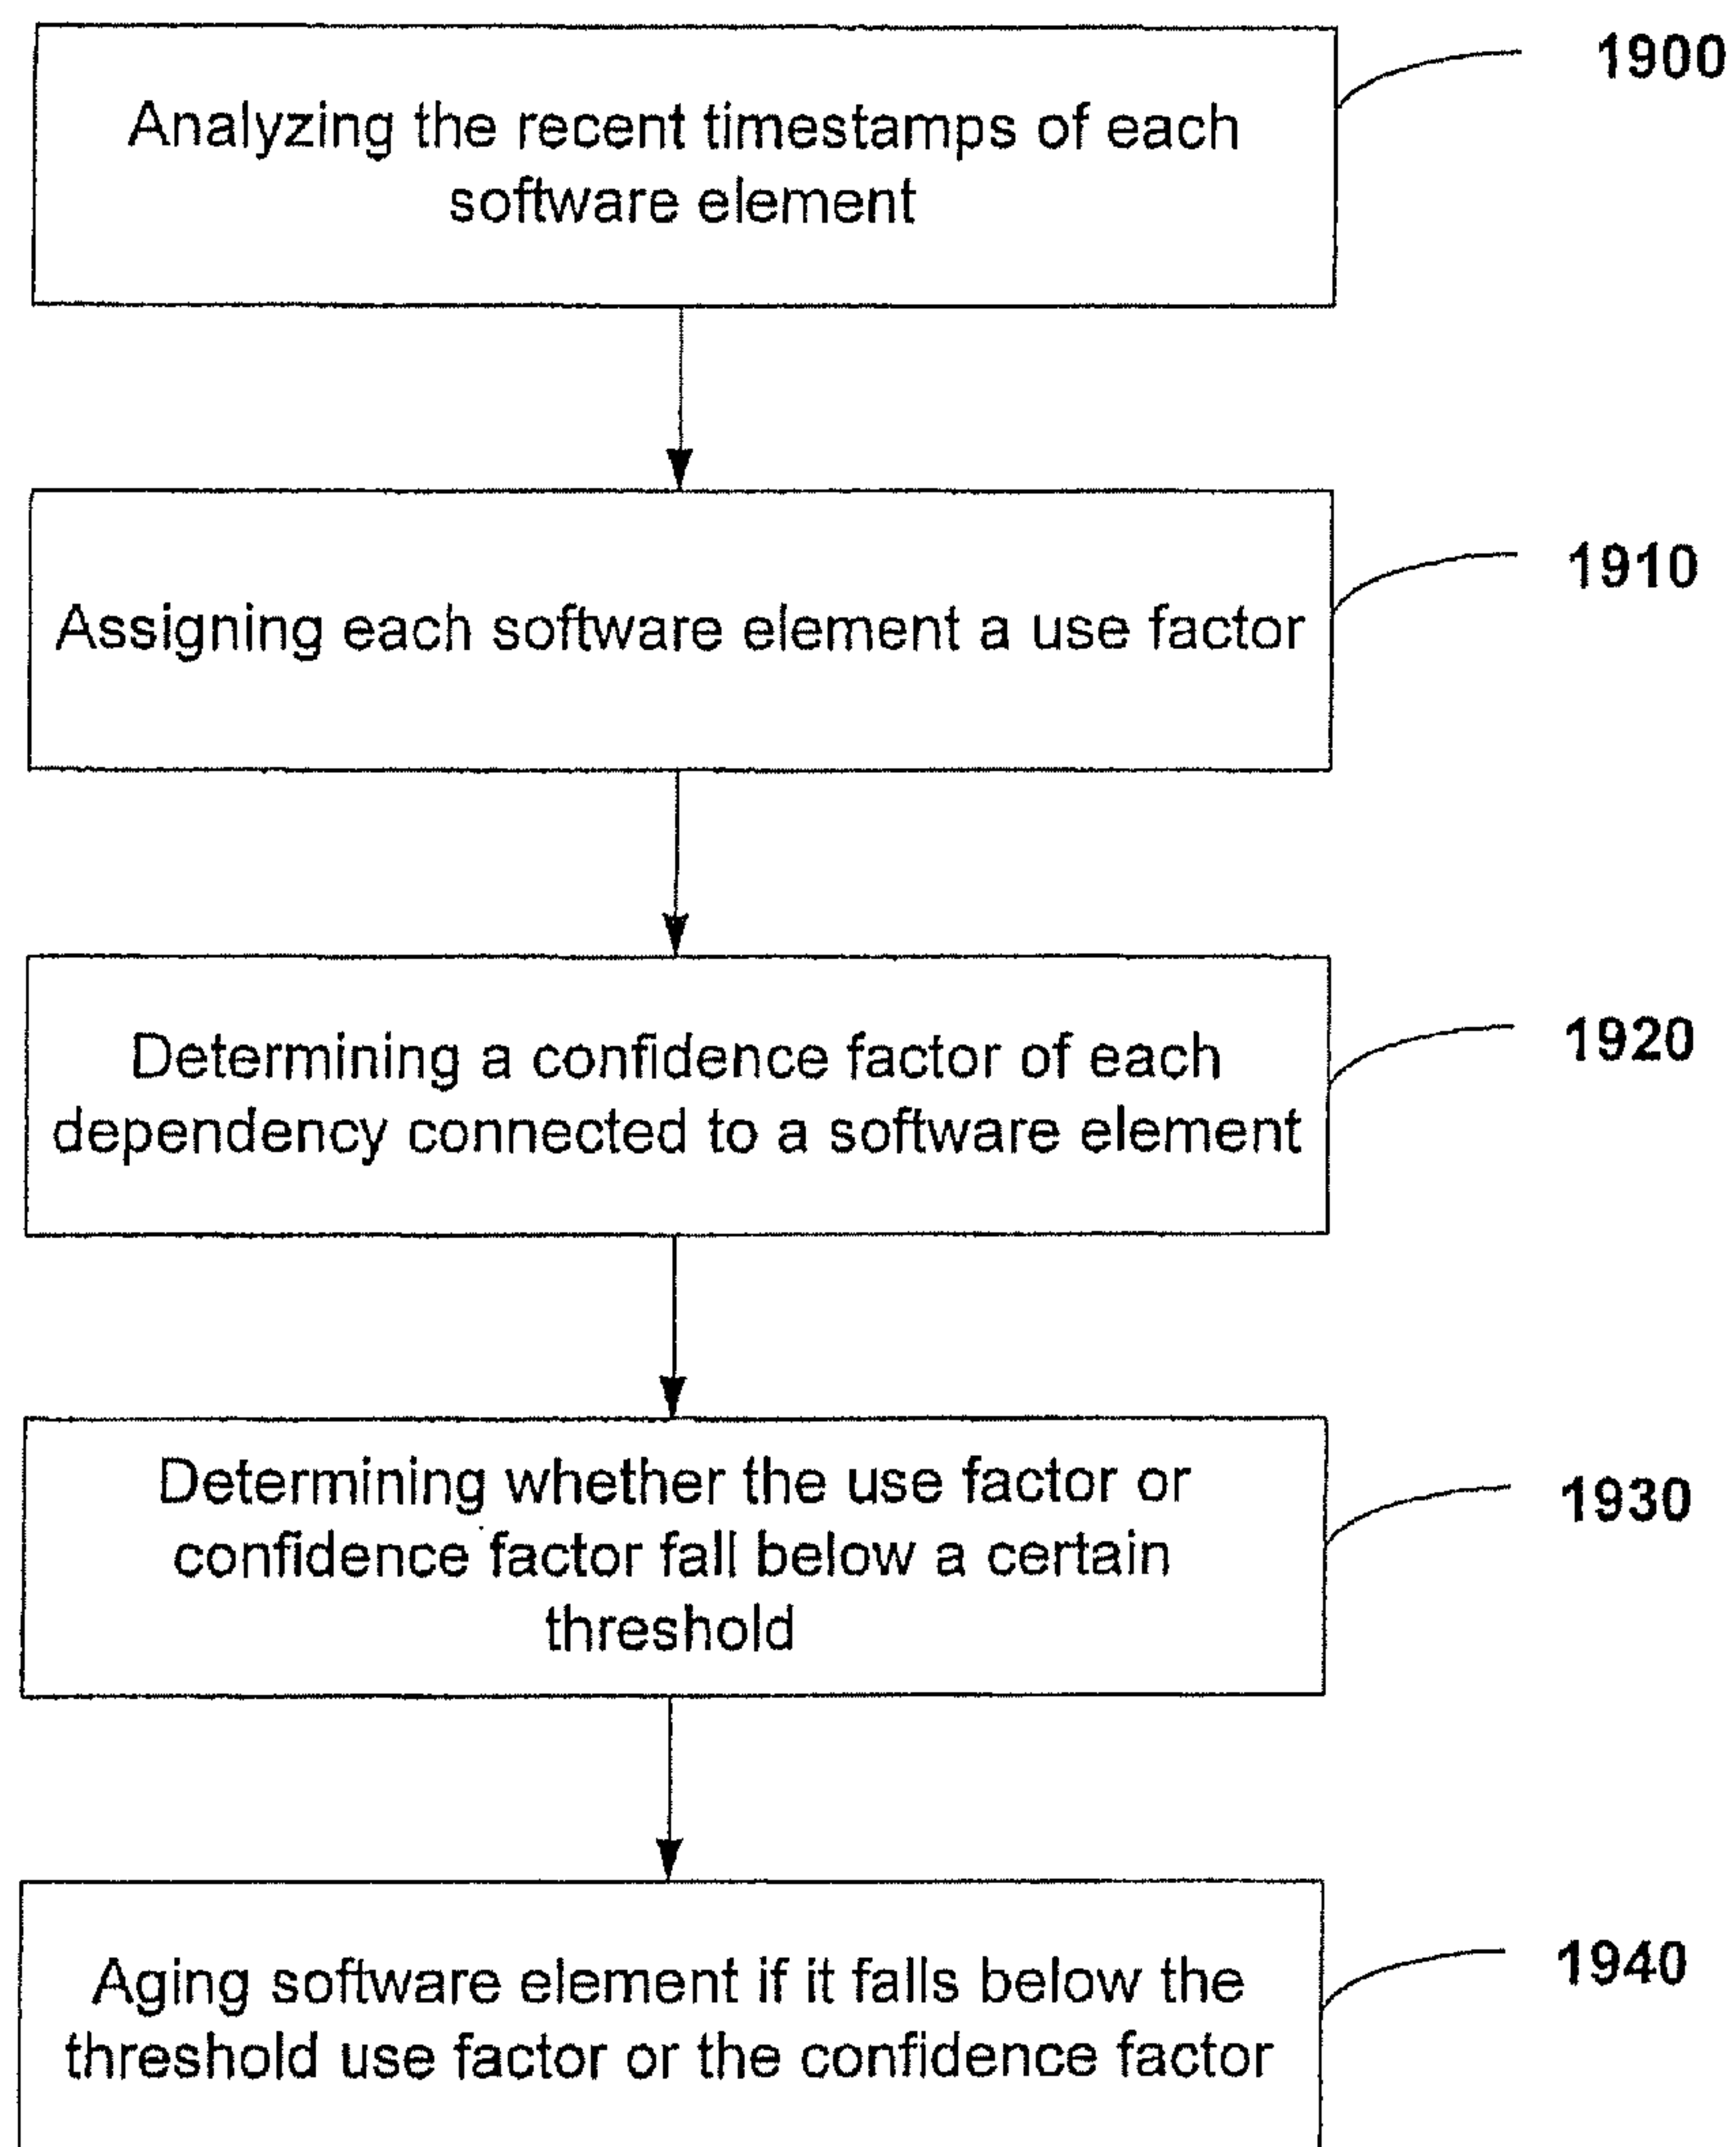 1900
Analyzing the recent timestamps of each
software element
1910
Assigning each software element a use factor
1920
Determining a confidence factor of each
dependency connected to a software element
1930
Determining whether the use factor or
confidence factor fall below a certain
threshold
1940
Aging software element if it falls below the
threshold use factor or the confidence factor